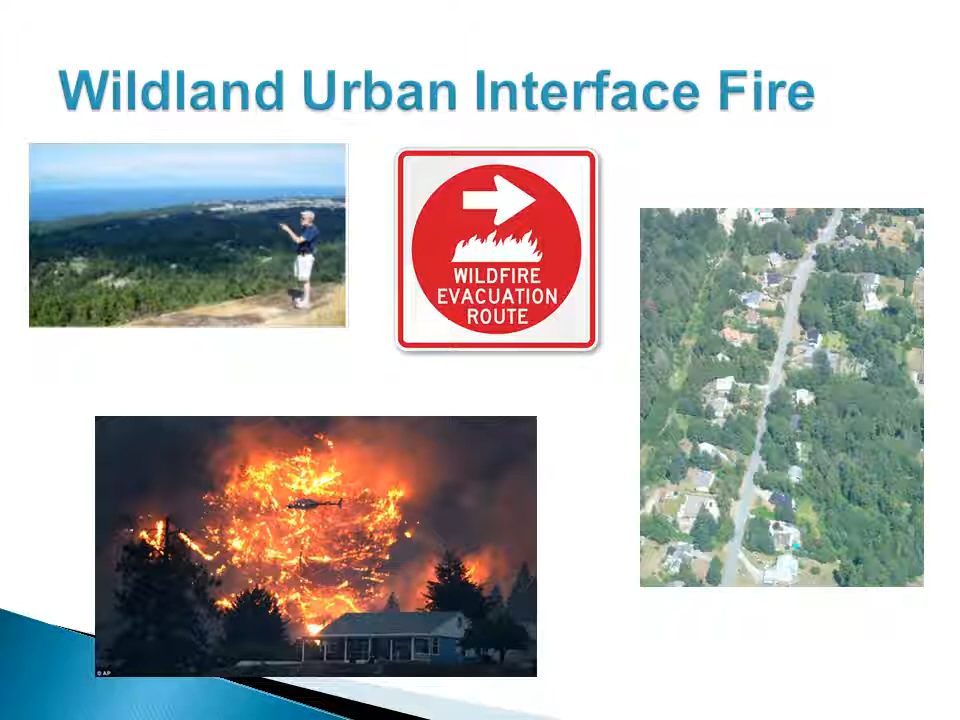 Wildland Urban Interface Fire
WILDFIRE
EVACUATION
ROUTE
© AP